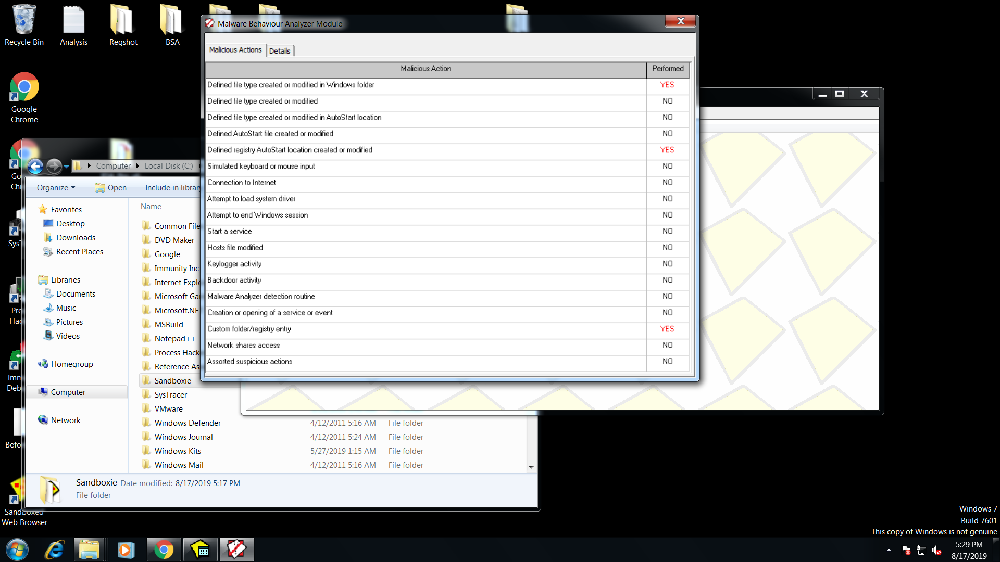 Recycle Bin
Analysis
Regshot
BSA
Google
Chrome
Malware Behaviour Analyzer Module
Malicious Actions
Details
Malicious Action Performed
Defined file type created or modified in Windows folder YES
Defined file type created or modified NO
Defined file type created or modified in AutoStart location NO
Defined AutoStart file created or modified NO
Defined registry AutoStart location created or modified YES
Simulated keyboard or mouse input NO
Connection to Internet NO
Attempt to load system driver NO
Attempt to end Windows session NO
Start a service NO
Hosts file modified NO
Keylogger activity NO
Backdoor activity NO
Malware Analyzer detection routine NO
Creation or opening of a service or event NO
Custom folder/registry entry YES
Network shares access NO
Assorted suspicious actions NO
Go
Ch
Sys
Pro
Hac
Imm
Deb
Befo
Sandboxed
Web Browser
Computer
Local Disk (C:)
Organize
Open
Include in librar
Favorites
Desktop
Downloads
Recent Places
Libraries
Documents
Music
Pictures
Videos
Homegroup
Computer
Network
Name
Common File
DVD Maker
Google
Immunity Inc
Internet Explo
Microsoft Ga
Microsoft.NE
MSBuild
Notepad++
Process Hack
Reference As
Sandboxie
SysTracer
VMware
Windows Defender 4/12/2011 5:16 AM File folder
Windows Journal 4/12/2011 5:24 AM File folder
Windows Kits 5/27/2019 1:15 AM File folder
Windows Mail 4/12/2011 5:16 AM File folder
Sandboxie Date modified: 8/17/2019 5:17 PM
File folder
Windows 7
Build 7601
This copy of Windows is not genuine
5:29 PM
8/17/2019